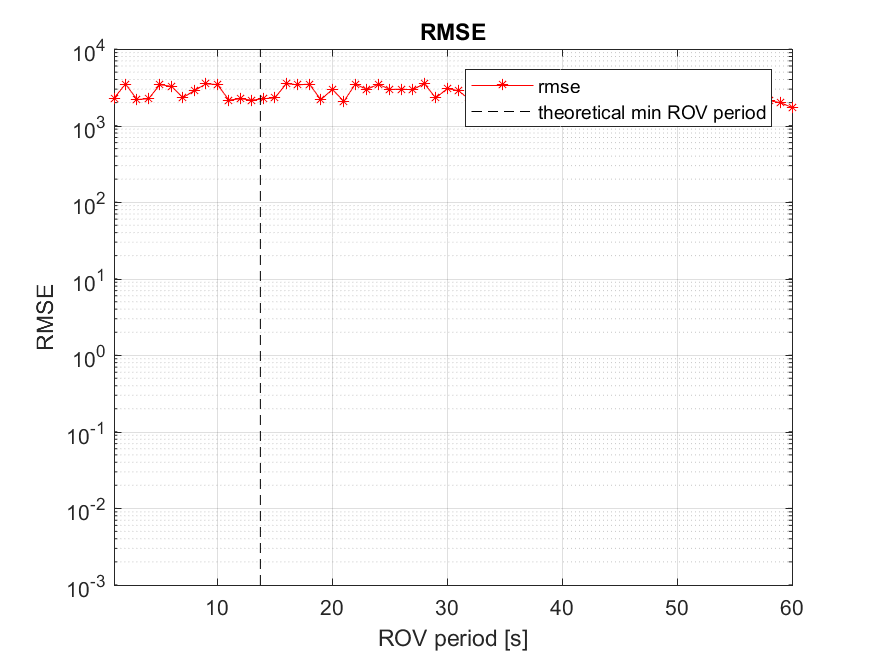 RMSE
10^4
10^3
10^2
10^1
10^0
10^-1
10^-2
10^-3
RMSE
rmse
theoretical min ROV period
10 20 30 40 50 60
ROV period [s]